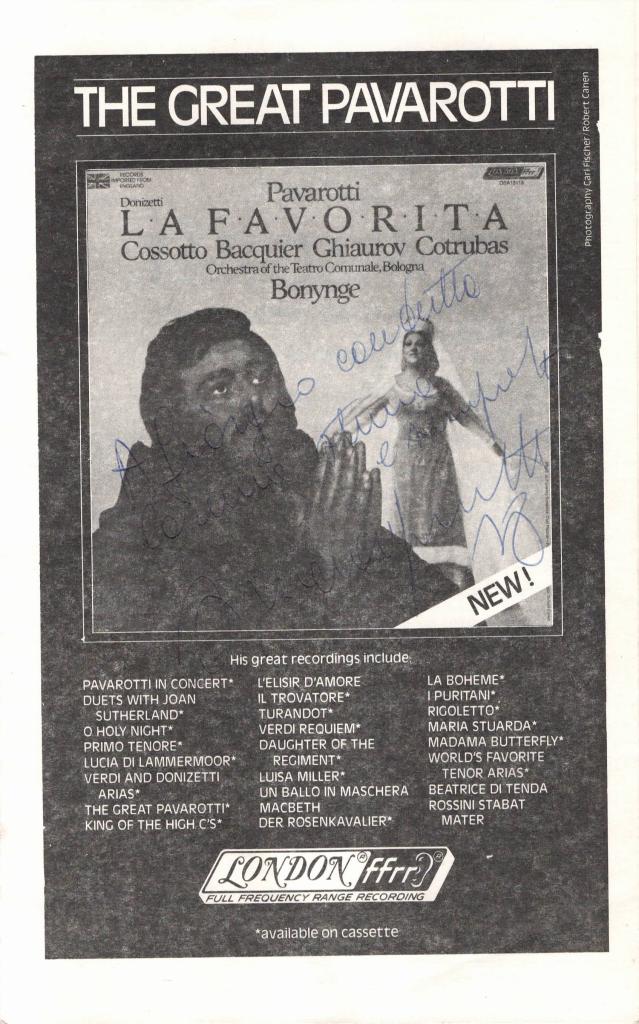 THE GREAT PAVAROTTI
Photography Carl Fischer/Robert Canen
RECORDS
IMPORTED FROM
ENGLAND
LONDON ffrr
OSA13113
Pavarotti
Donizetti
L·A F·A·V·O·R·I·T·A
Cossotto Bacquier Ghiaurov Cotrubas
Orchestra of the Teatro Comunale, Bologna
Bonynge
A
con
e
NEW!
His great recordings include:
PAVAROTTI IN CONCERT*
DUETS WITH JOAN
SUTHERLAND*
O HOLY NIGHT*
PRIMO TENORE*
LUCIA DI LAMMERMOOR*
VERDI AND DONIZETTI
ARIAS*
THE GREAT PAVAROTTI*
KING OF THE HIGH C'S*
L'ELISIR D'AMORE
IL TROVATORE*
TURANDOT*
VERDI REQUIEM*
DAUGHTER OF THE
REGIMENT*
LUISA MILLER*
UN BALLO IN MASCHERA
MACBETH
DER ROSENKAVALIER*
LA BOHEME*
I PURITANI*
RIGOLETTO*
MARIA STUARDA*
MADAMA BUTTERFLY*
WORLD'S FAVORITE
TENOR ARIAS*
BEATRICE DI TENDA
ROSSINI STABAT
MATER
LONDON® ffrr®
FULL FREQUENCY RANGE RECORDING
*available on cassette